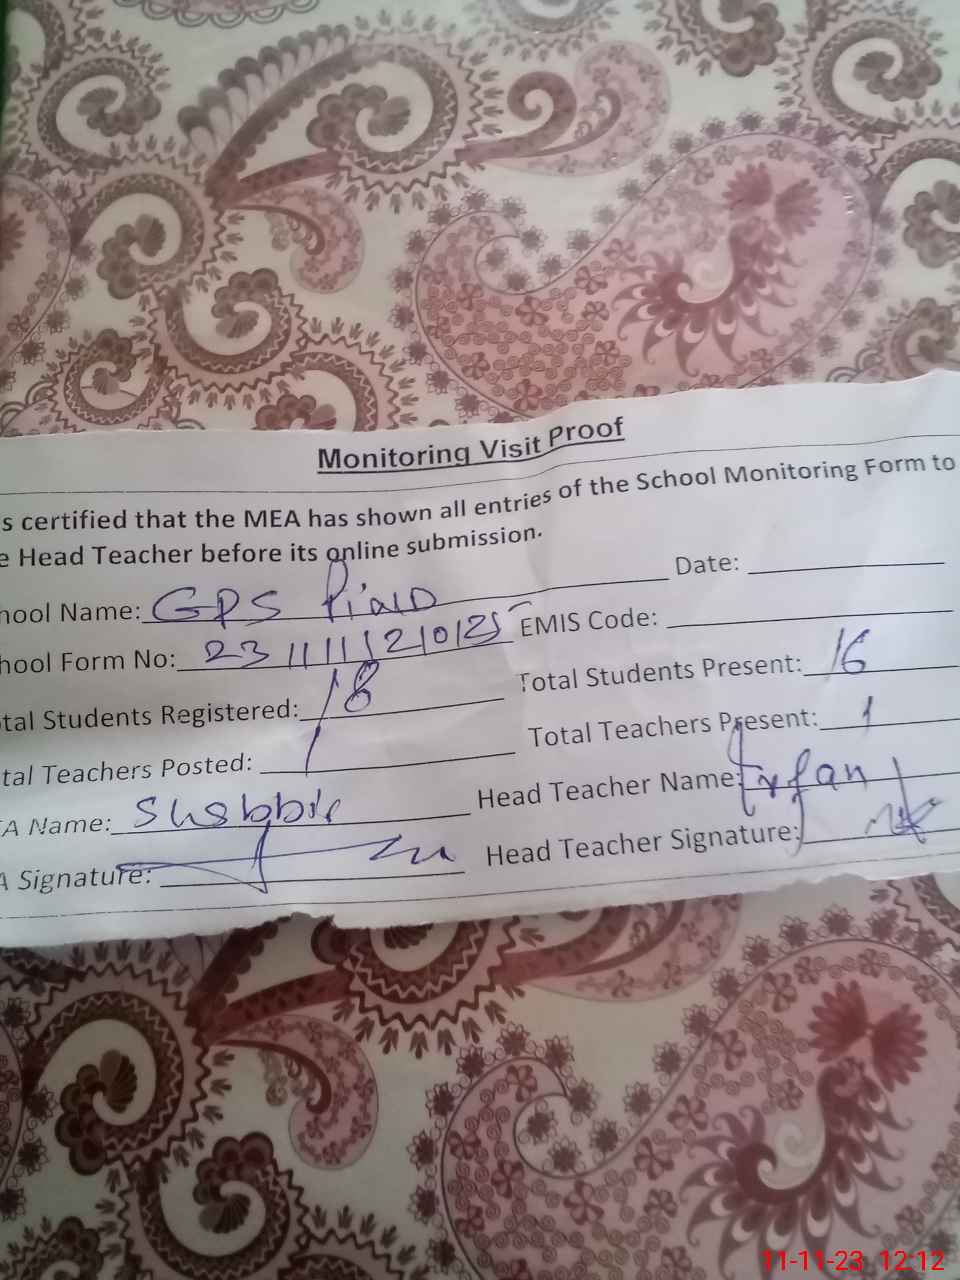 Monitoring Visit Proof
s certified that the MEA has shown all entries of the School Monitoring Form to
e Head Teacher before its online submission.
hool Name: GPS Date:
hool Form No: EMIS Code:
tal Students Registered: 18 Total Students Present: 16
tal Teachers Posted: 1 Total Teachers Present: 1
A Name: Shabbir Head Teacher Name: Irfan
A Signature: Head Teacher Signature:
11-11-23 12:12